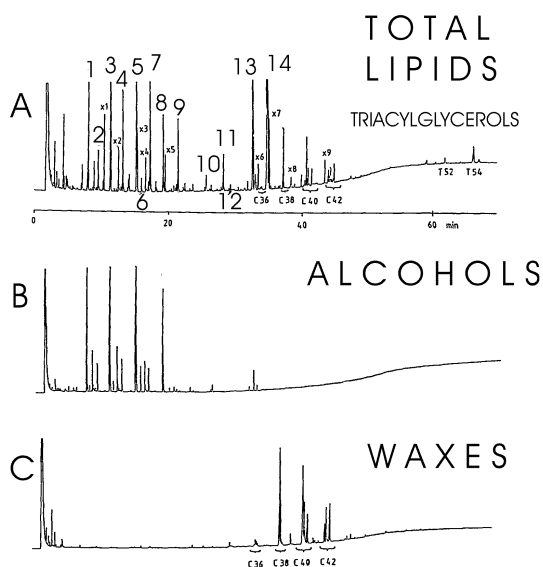 TOTAL
LIPIDS
TRIACYLGLYCEROLS
A
1
2
x1
3
x2
4
5
x3
x4
6
7
8
x5
9
10
11
12
13
x6
14
x7
x8
x9
T52
T54
C36
C38
C40
C42
0
20
40
60
min
B
ALCOHOLS
C
WAXES
C36
C38
C40
C42